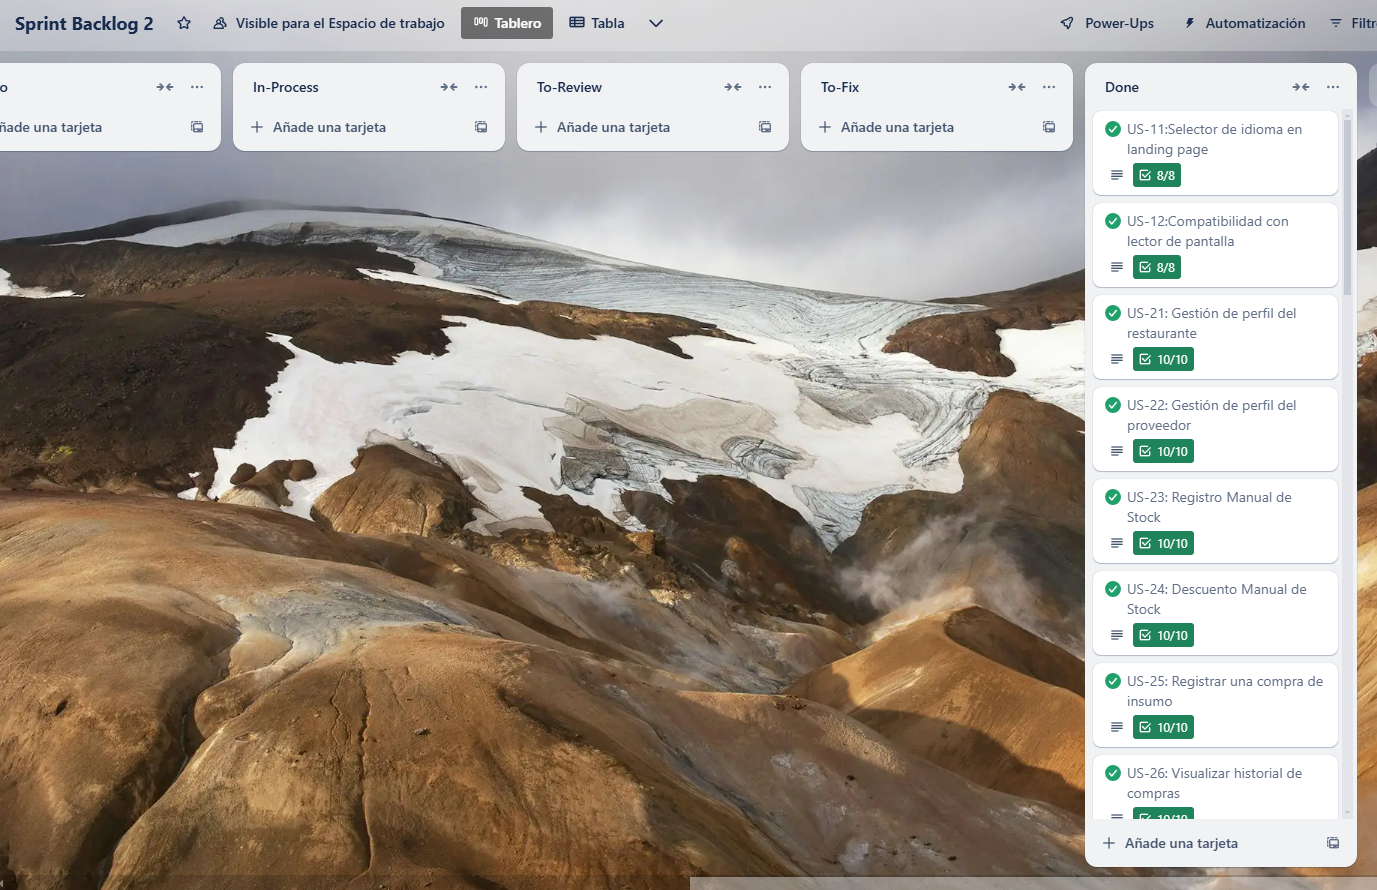 Sprint Backlog 2
Visible para el Espacio de trabajo
Tablero
Tabla
Power-Ups
Automatización
Filtr
o
ñade una tarjeta
In-Process
Añade una tarjeta
To-Review
Añade una tarjeta
To-Fix
Añade una tarjeta
Done
US-11:Selector de idioma en
landing page
8/8
US-12:Compatibilidad con
lector de pantalla
8/8
US-21: Gestión de perfil del
restaurante
10/10
US-22: Gestión de perfil del
proveedor
10/10
US-23: Registro Manual de
Stock
10/10
US-24: Descuento Manual de
Stock
10/10
US-25: Registrar una compra de
insumo
10/10
US-26: Visualizar historial de
compras
10/10
Añade una tarjeta